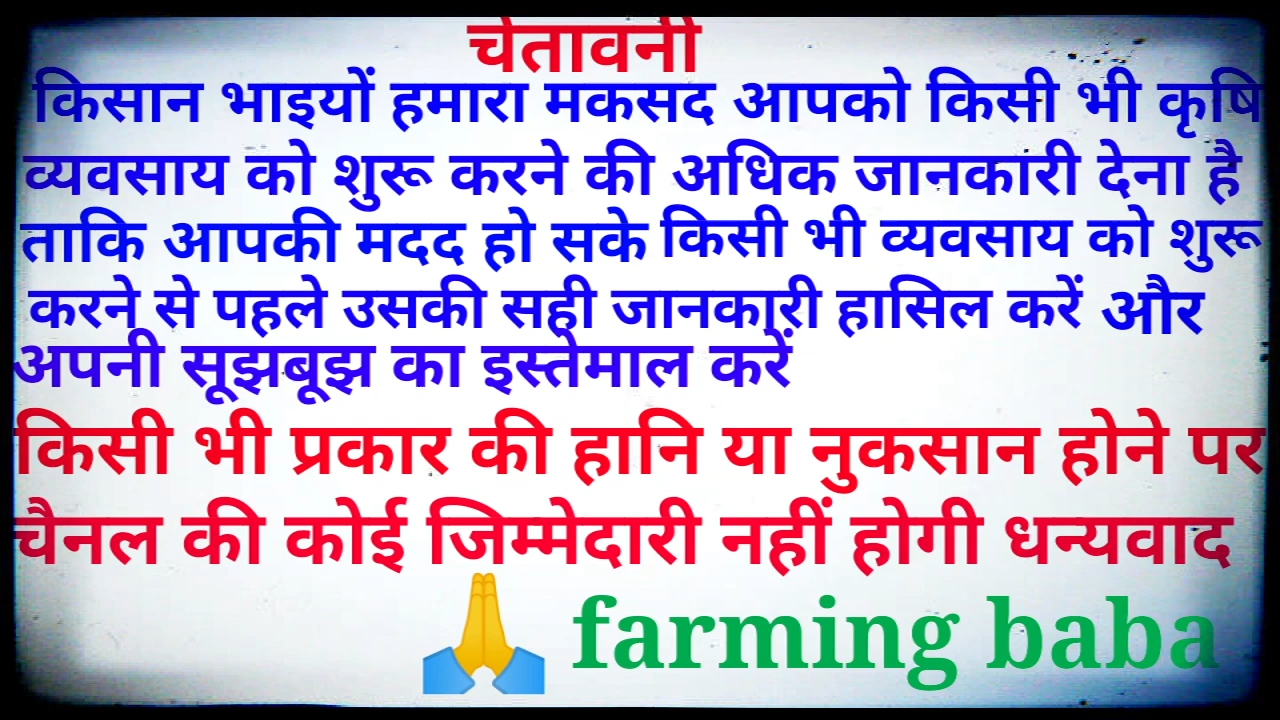 चेतावनी
किसान भाइयों हमारा मकसद आपको किसी भी कृषि
व्यवसाय को शुरू करने की अधिक जानकारी देना है
ताकि आपकी मदद हो सके किसी भी व्यवसाय को शुरू
करने से पहले उसकी सही जानकारी हासिल करें और
अपनी सूझबूझ का इस्तेमाल करें
किसी भी प्रकार की हानि या नुकसान होने पर
चैनल की कोई जिम्मेदारी नहीं होगी धन्यवाद
🙏 farming baba